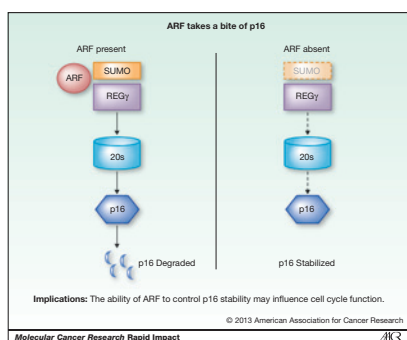 ARF takes a bite of p16
ARF present
ARF absent
ARF
SUMO
SUMO
REGγ
REGγ
20s
20s
p16
p16
p16 Degraded
p16 Stabilized
Implications: The ability of ARF to control p16 stability may influence cell cycle function.
© 2013 American Association for Cancer Research
Molecular Cancer Research Rapid Impact